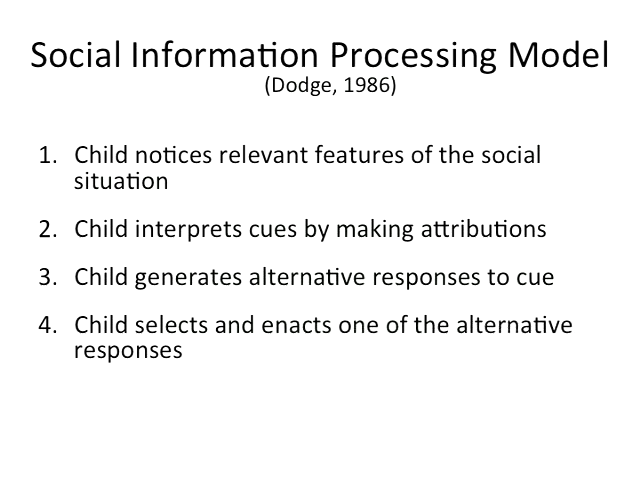 Social Information Processing Model
(Dodge, 1986)
1. Child notices relevant features of the social
situation
2. Child interprets cues by making attributions
3. Child generates alternative responses to cue
4. Child selects and enacts one of the alternative
responses